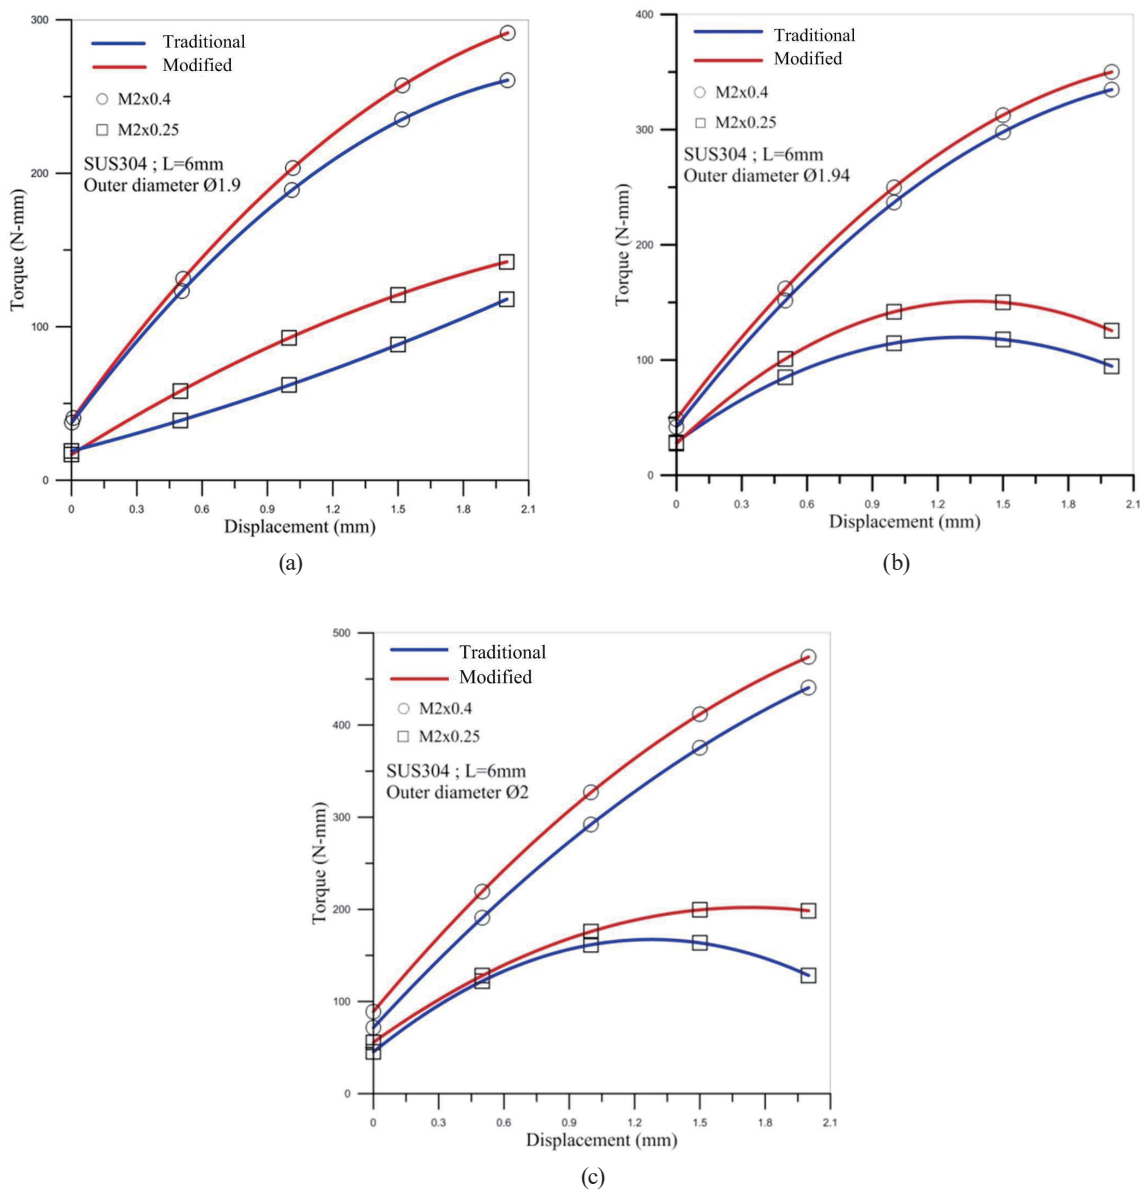 300
200
100
0
Torque (N-mm)
Traditional
Modified
M2x0.4
M2x0.25
SUS304 ; L=6mm
Outer diameter Ø1.9
0 0.3 0.6 0.9 1.2 1.5 1.8 2.1
Displacement (mm)
(a)
400
300
200
100
0
Torque (N-mm)
Traditional
Modified
M2x0.4
M2x0.25
SUS304 ; L=6mm
Outer diameter Ø1.94
0 0.3 0.6 0.9 1.2 1.5 1.8 2.1
Displacement (mm)
(b)
500
400
300
200
100
0
Torque (N-mm)
Traditional
Modified
M2x0.4
M2x0.25
SUS304 ; L=6mm
Outer diameter Ø2
0 0.3 0.6 0.9 1.2 1.5 1.8 2.1
Displacement (mm)
(c)